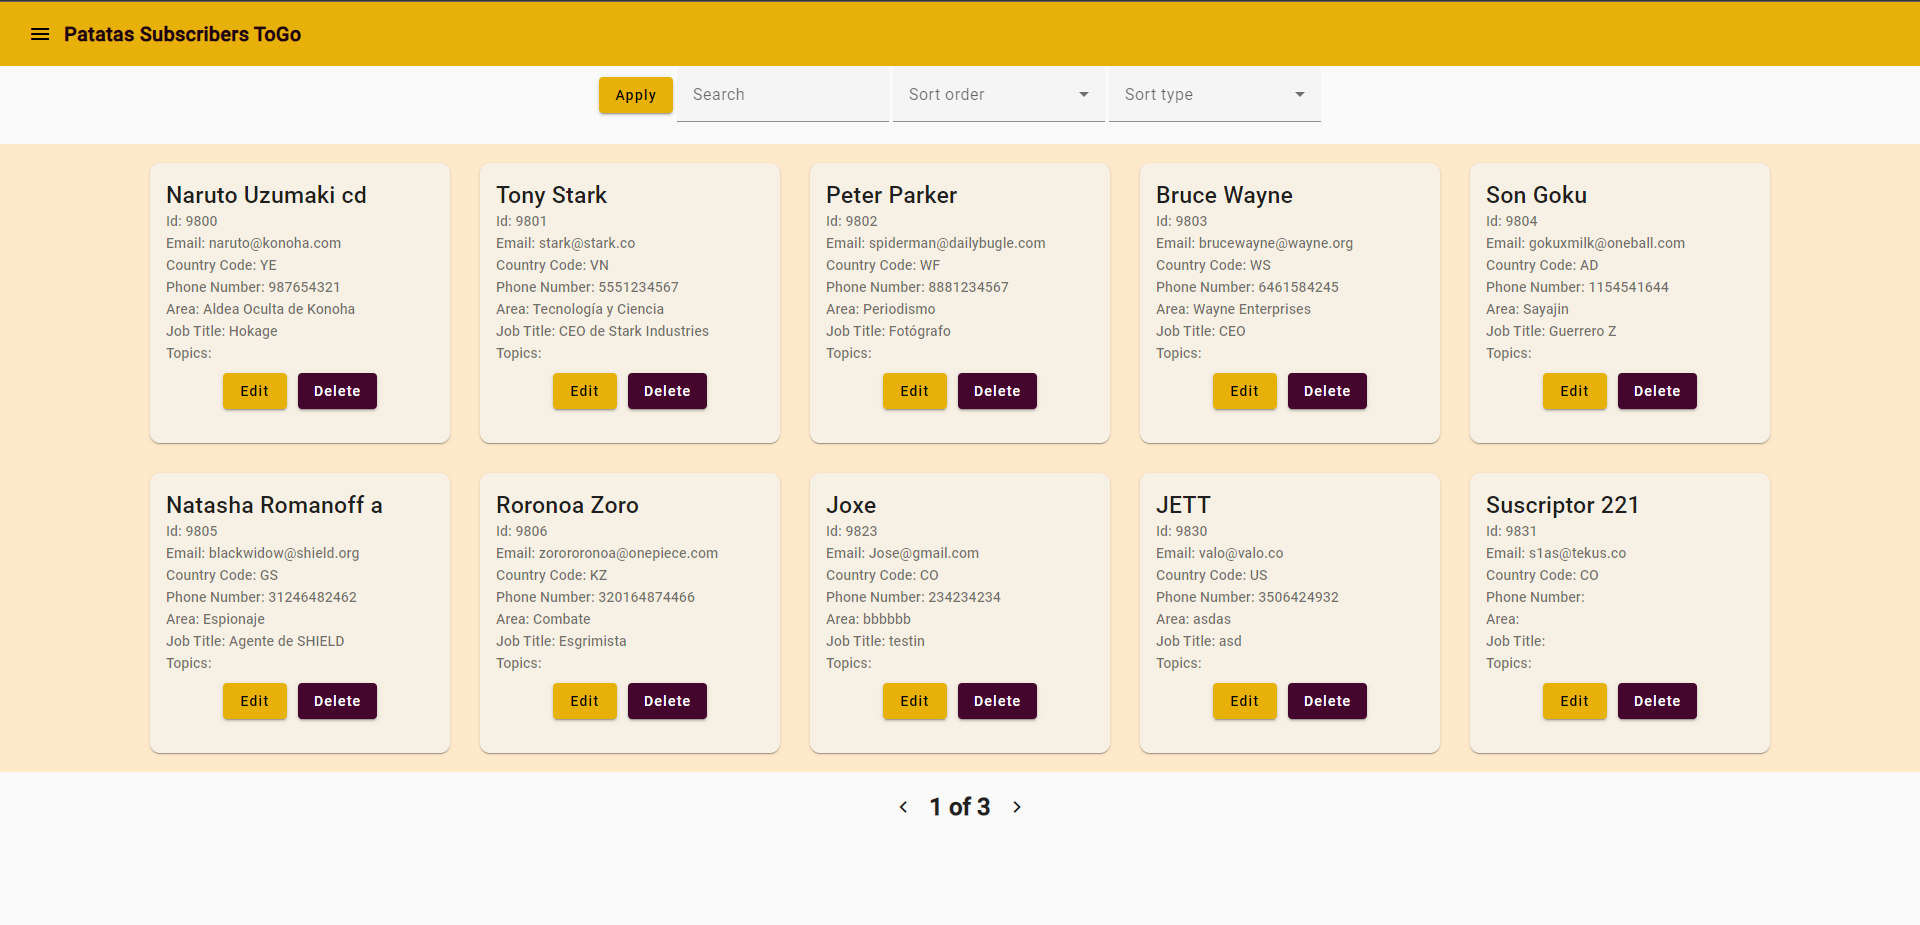 Patatas Subscribers ToGo
Apply
Search
Sort order
Sort type
Naruto Uzumaki cd
Id: 9800
Email: naruto@konoha.com
Country Code: YE
Phone Number: 987654321
Area: Aldea Oculta de Konoha
Job Title: Hokage
Topics:
Edit
Delete
Tony Stark
Id: 9801
Email: stark@stark.co
Country Code: VN
Phone Number: 5551234567
Area: Tecnología y Ciencia
Job Title: CEO de Stark Industries
Topics:
Edit
Delete
Peter Parker
Id: 9802
Email: spiderman@dailybugle.com
Country Code: WF
Phone Number: 8881234567
Area: Periodismo
Job Title: Fotógrafo
Topics:
Edit
Delete
Bruce Wayne
Id: 9803
Email: brucewayne@wayne.org
Country Code: WS
Phone Number: 6461584245
Area: Wayne Enterprises
Job Title: CEO
Topics:
Edit
Delete
Son Goku
Id: 9804
Email: gokuxmilk@oneball.com
Country Code: AD
Phone Number: 1154541644
Area: Sayajin
Job Title: Guerrero Z
Topics:
Edit
Delete
Natasha Romanoff a
Id: 9805
Email: blackwidow@shield.org
Country Code: GS
Phone Number: 31246482462
Area: Espionaje
Job Title: Agente de SHIELD
Topics:
Edit
Delete
Roronoa Zoro
Id: 9806
Email: zorororonoa@onepiece.com
Country Code: KZ
Phone Number: 320164874466
Area: Combate
Job Title: Esgrimista
Topics:
Edit
Delete
Joxe
Id: 9823
Email: Jose@gmail.com
Country Code: CO
Phone Number: 234234234
Area: bbbbbb
Job Title: testin
Topics:
Edit
Delete
JETT
Id: 9830
Email: valo@valo.co
Country Code: US
Phone Number: 3506424932
Area: asdas
Job Title: asd
Topics:
Edit
Delete
Suscriptor 221
Id: 9831
Email: s1as@tekus.co
Country Code: CO
Phone Number:
Area:
Job Title:
Topics:
Edit
Delete
1 of 3